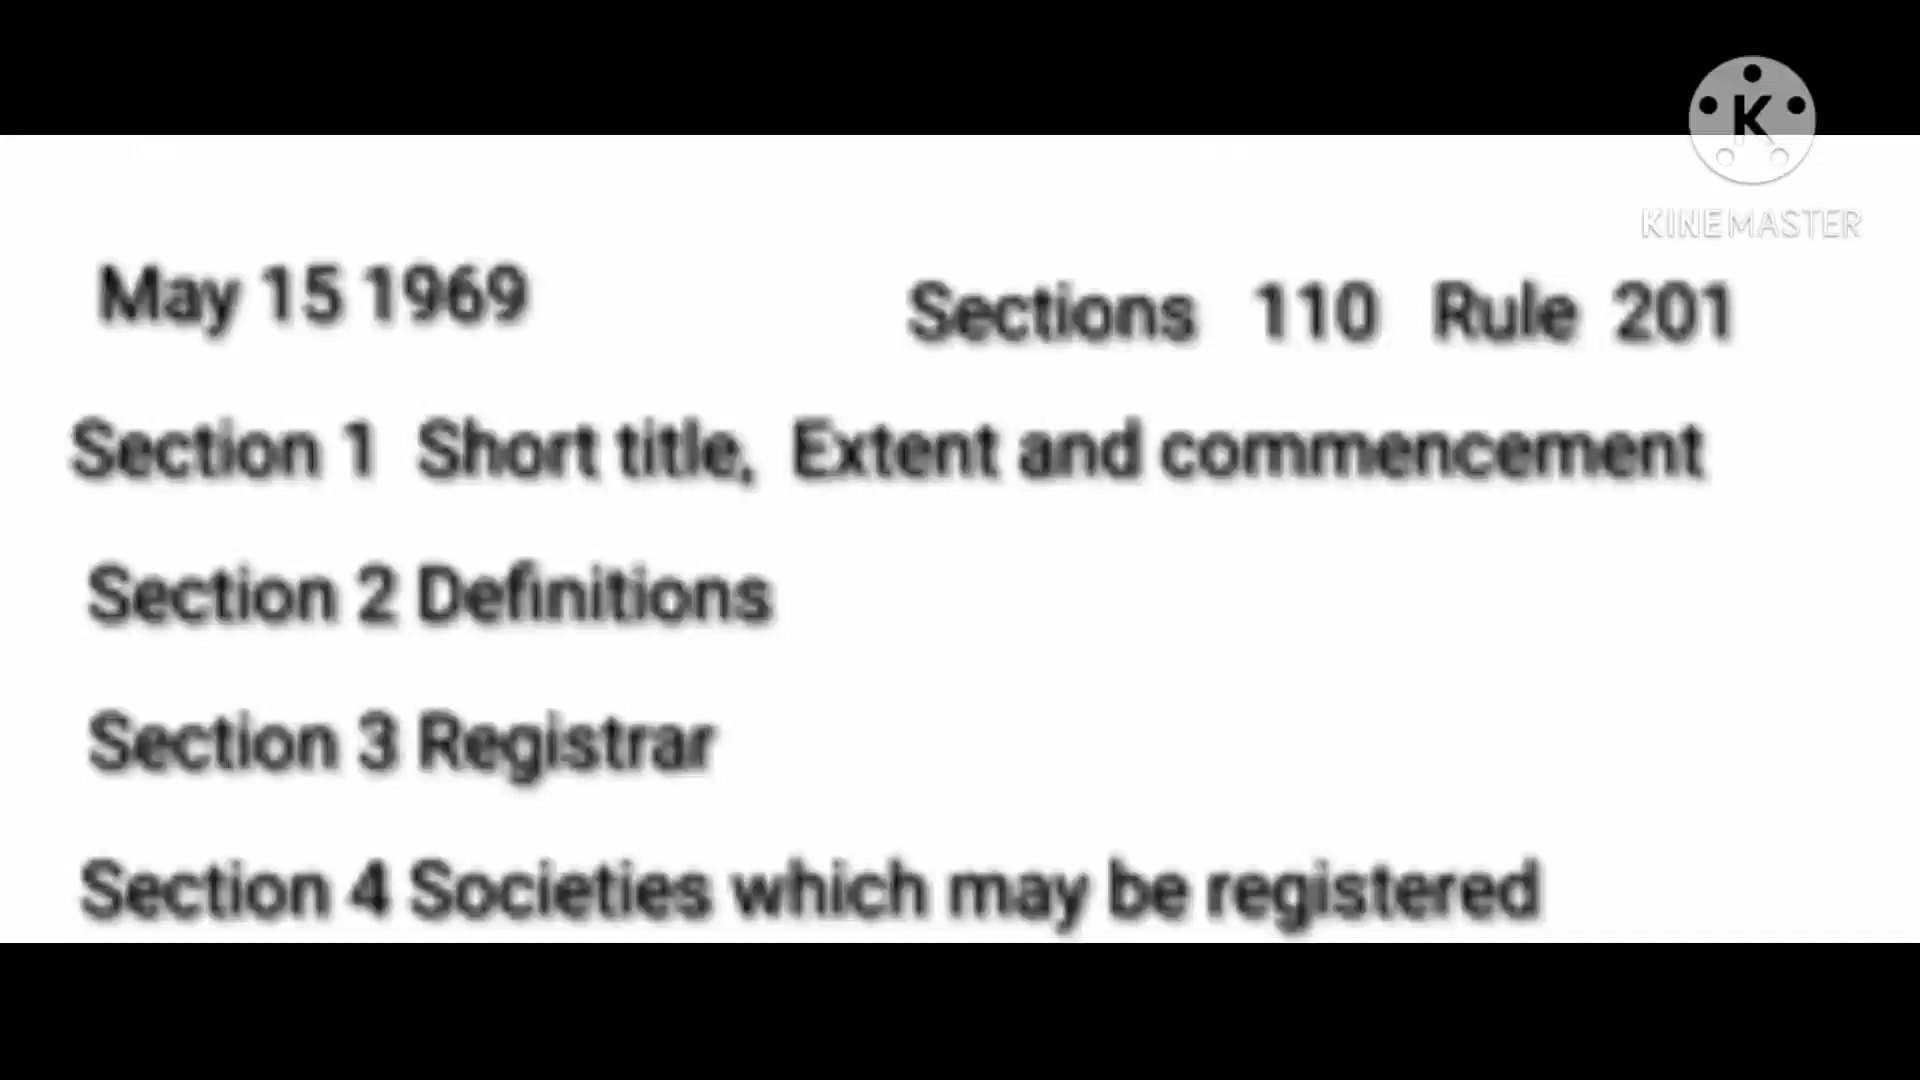 K
KINEMASTER
May 15 1969 Sections 110 Rule 201
Section 1 Short title, Extent and commencement
Section 2 Definitions
Section 3 Registrar
Section 4 Societies which may be registered